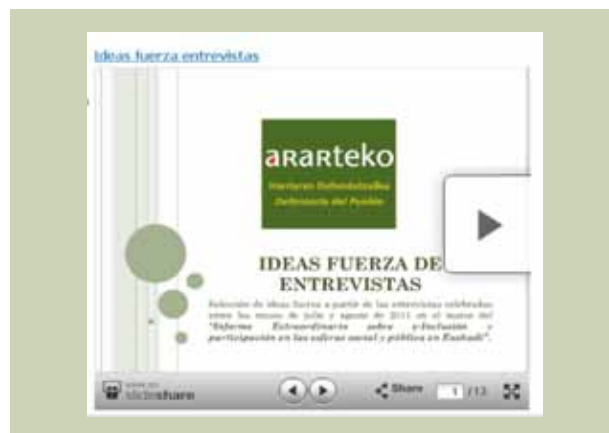 Ideas fuerza entrevistas
aRaRteko
Herritarren Defendatzailea
Defensoría del Pueblo
IDEAS FUERZA DE
ENTREVISTAS
Selección de ideas fuerza a partir de las entrevistas celebradas
entre los meses de julio y agosto de 2011 en el marco del
"Informe Extraordinario sobre e-Inclusión y
participación en las esferas social y pública en Euskadi".
slideshare
Share
1 /13